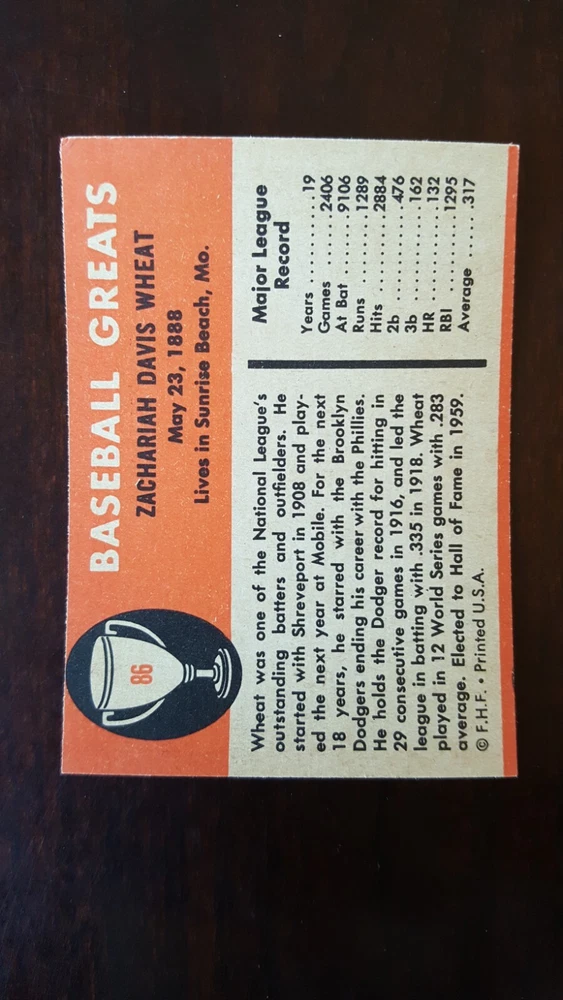 86
BASEBALL GREATS
ZACHARIAH DAVIS WHEAT
May 23, 1888
Lives in Sunrise Beach, Mo.
Wheat was one of the National League's
outstanding batters and outfielders. He
started with Shreveport in 1908 and play-
ed the next year at Mobile. For the next
18 years, he starred with the Brooklyn
Dodgers ending his career with the Phillies.
He holds the Dodger record for hitting in
29 consecutive games in 1916, and led the
league in batting with .335 in 1918. Wheat
played in 12 World Series games with .283
average. Elected to Hall of Fame in 1959.
© F.H.F. • Printed U.S.A.
Major League
Record
Years ..........19
Games ........2406
At Bat ........9106
Runs ..........1289
Hits ..........2884
2b ............476
3b ............162
HR ............132
RBI ..........1295
Average ......317